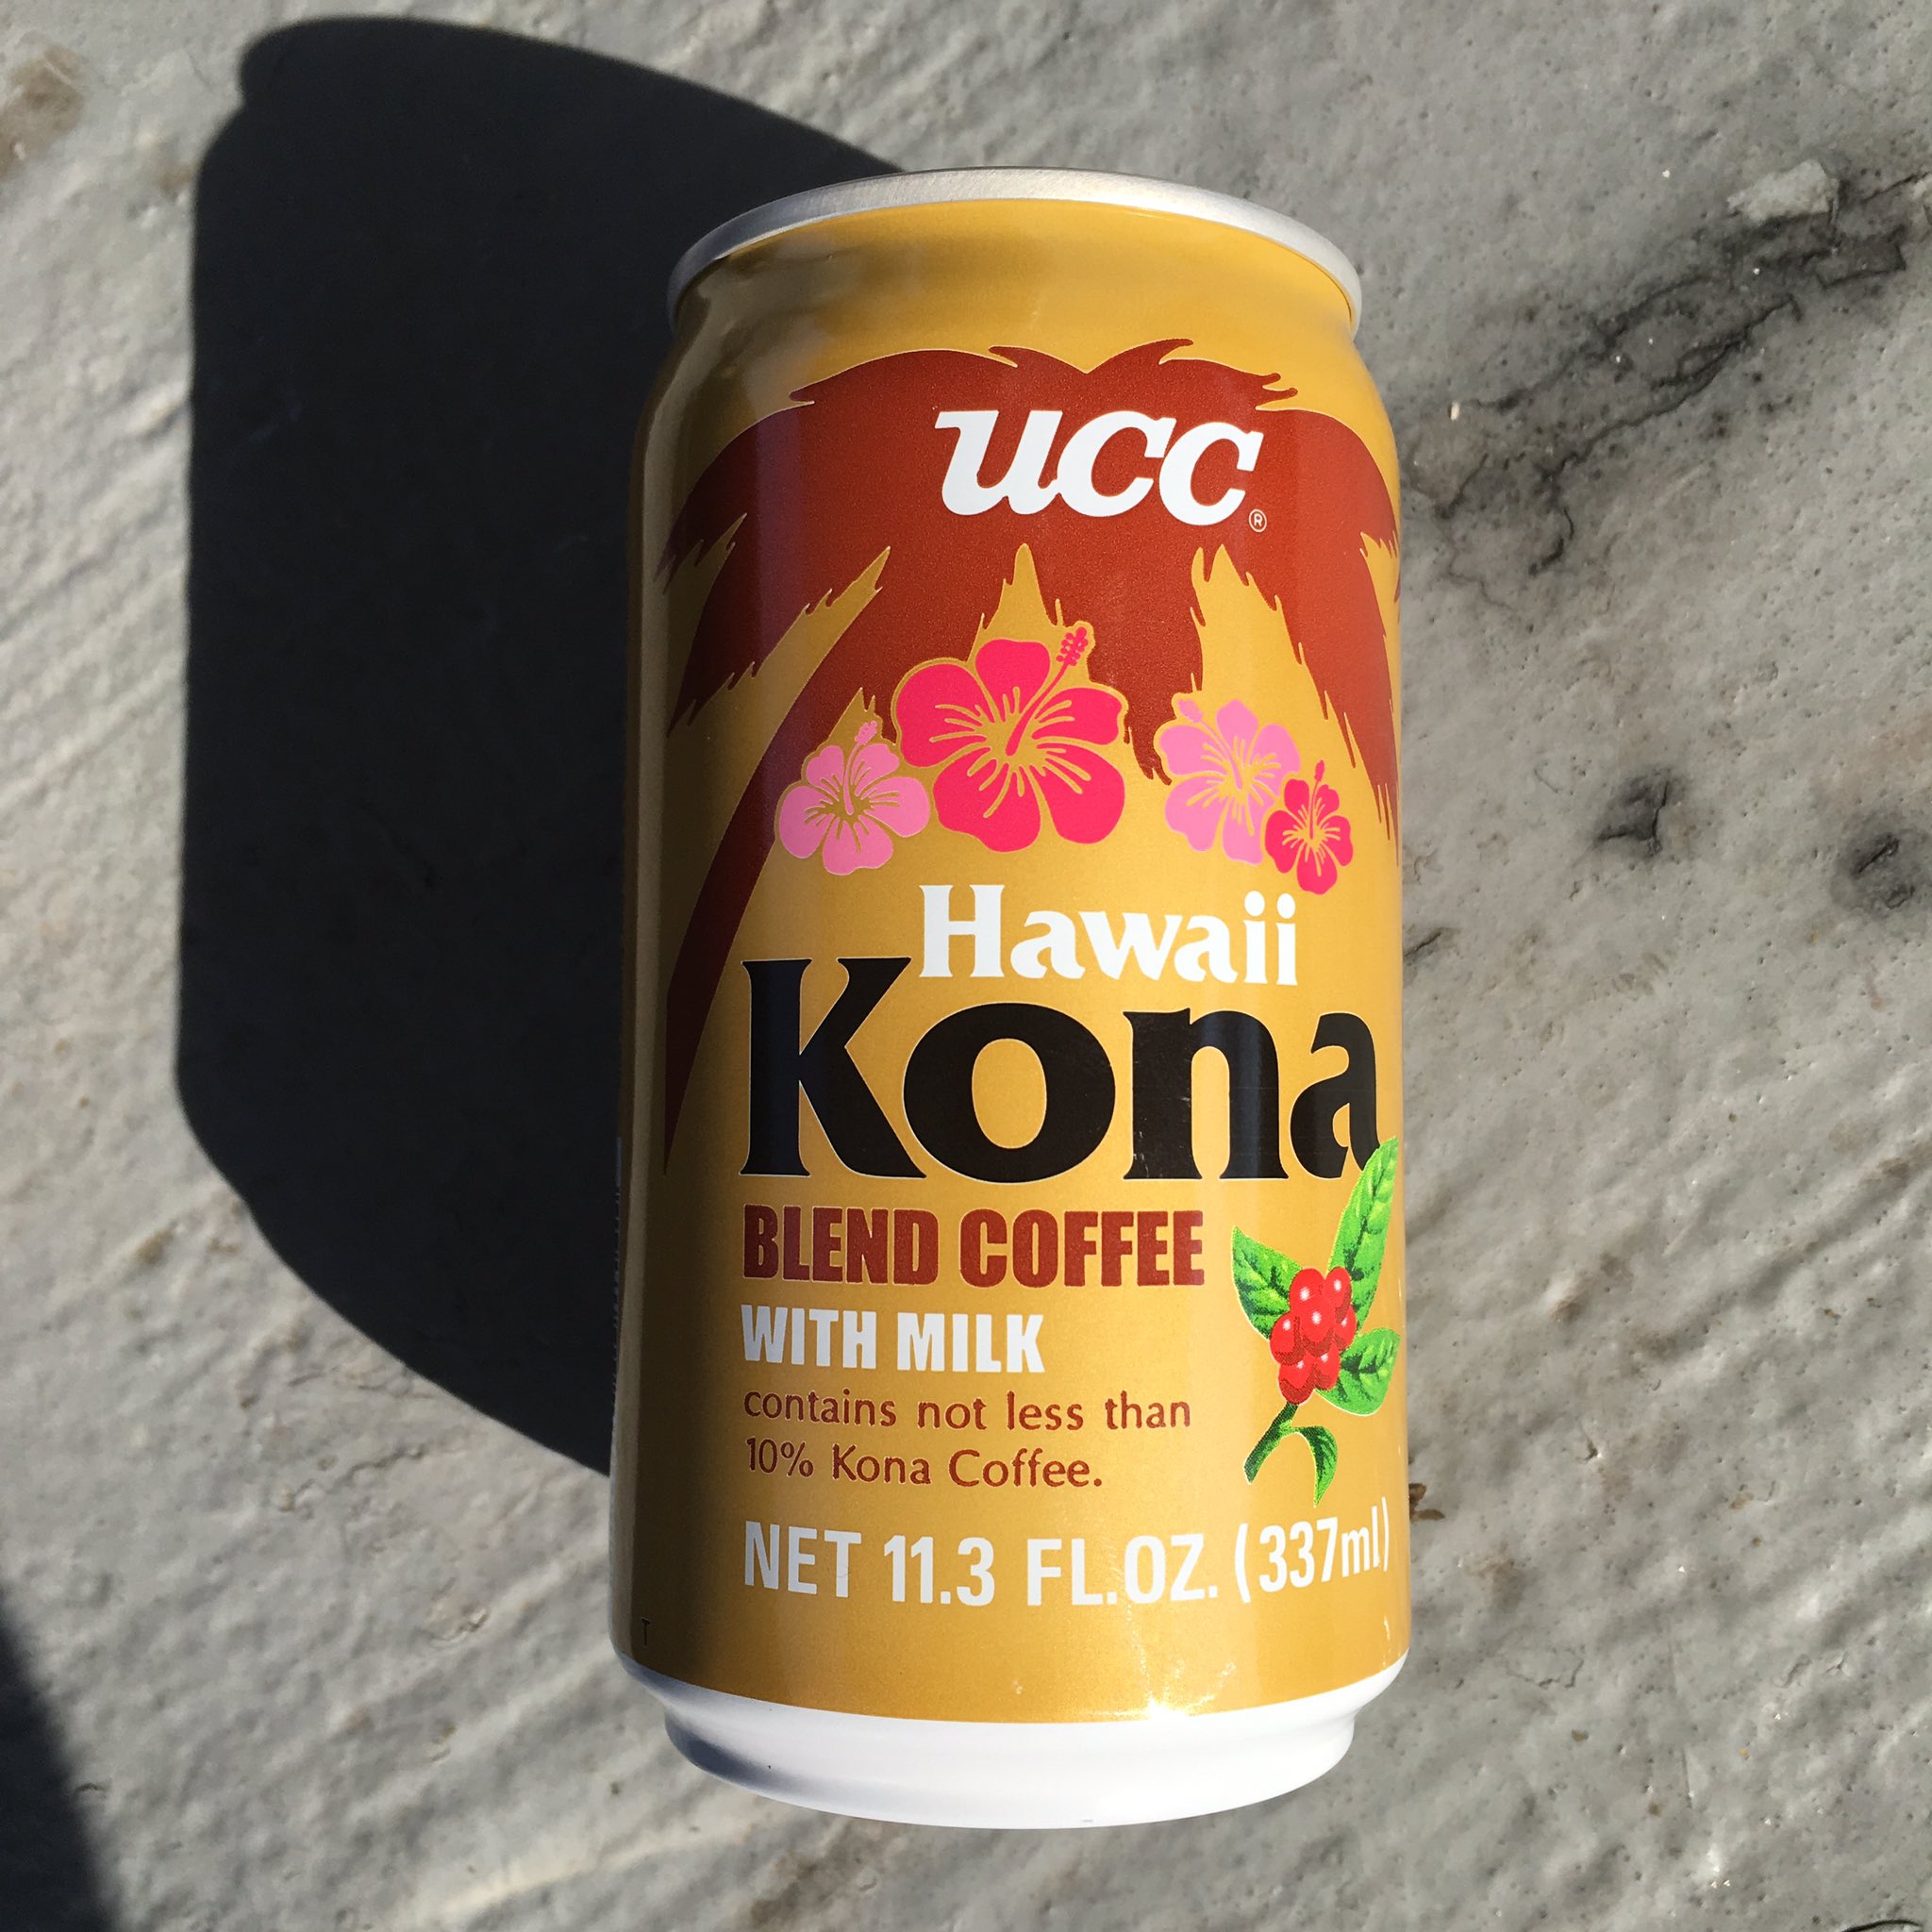 UCC®
Hawaii
Kona
BLEND COFFEE
WITH MILK
contains not less than
10% Kona Coffee.
NET 11.3 FL.OZ. (337ml)
T